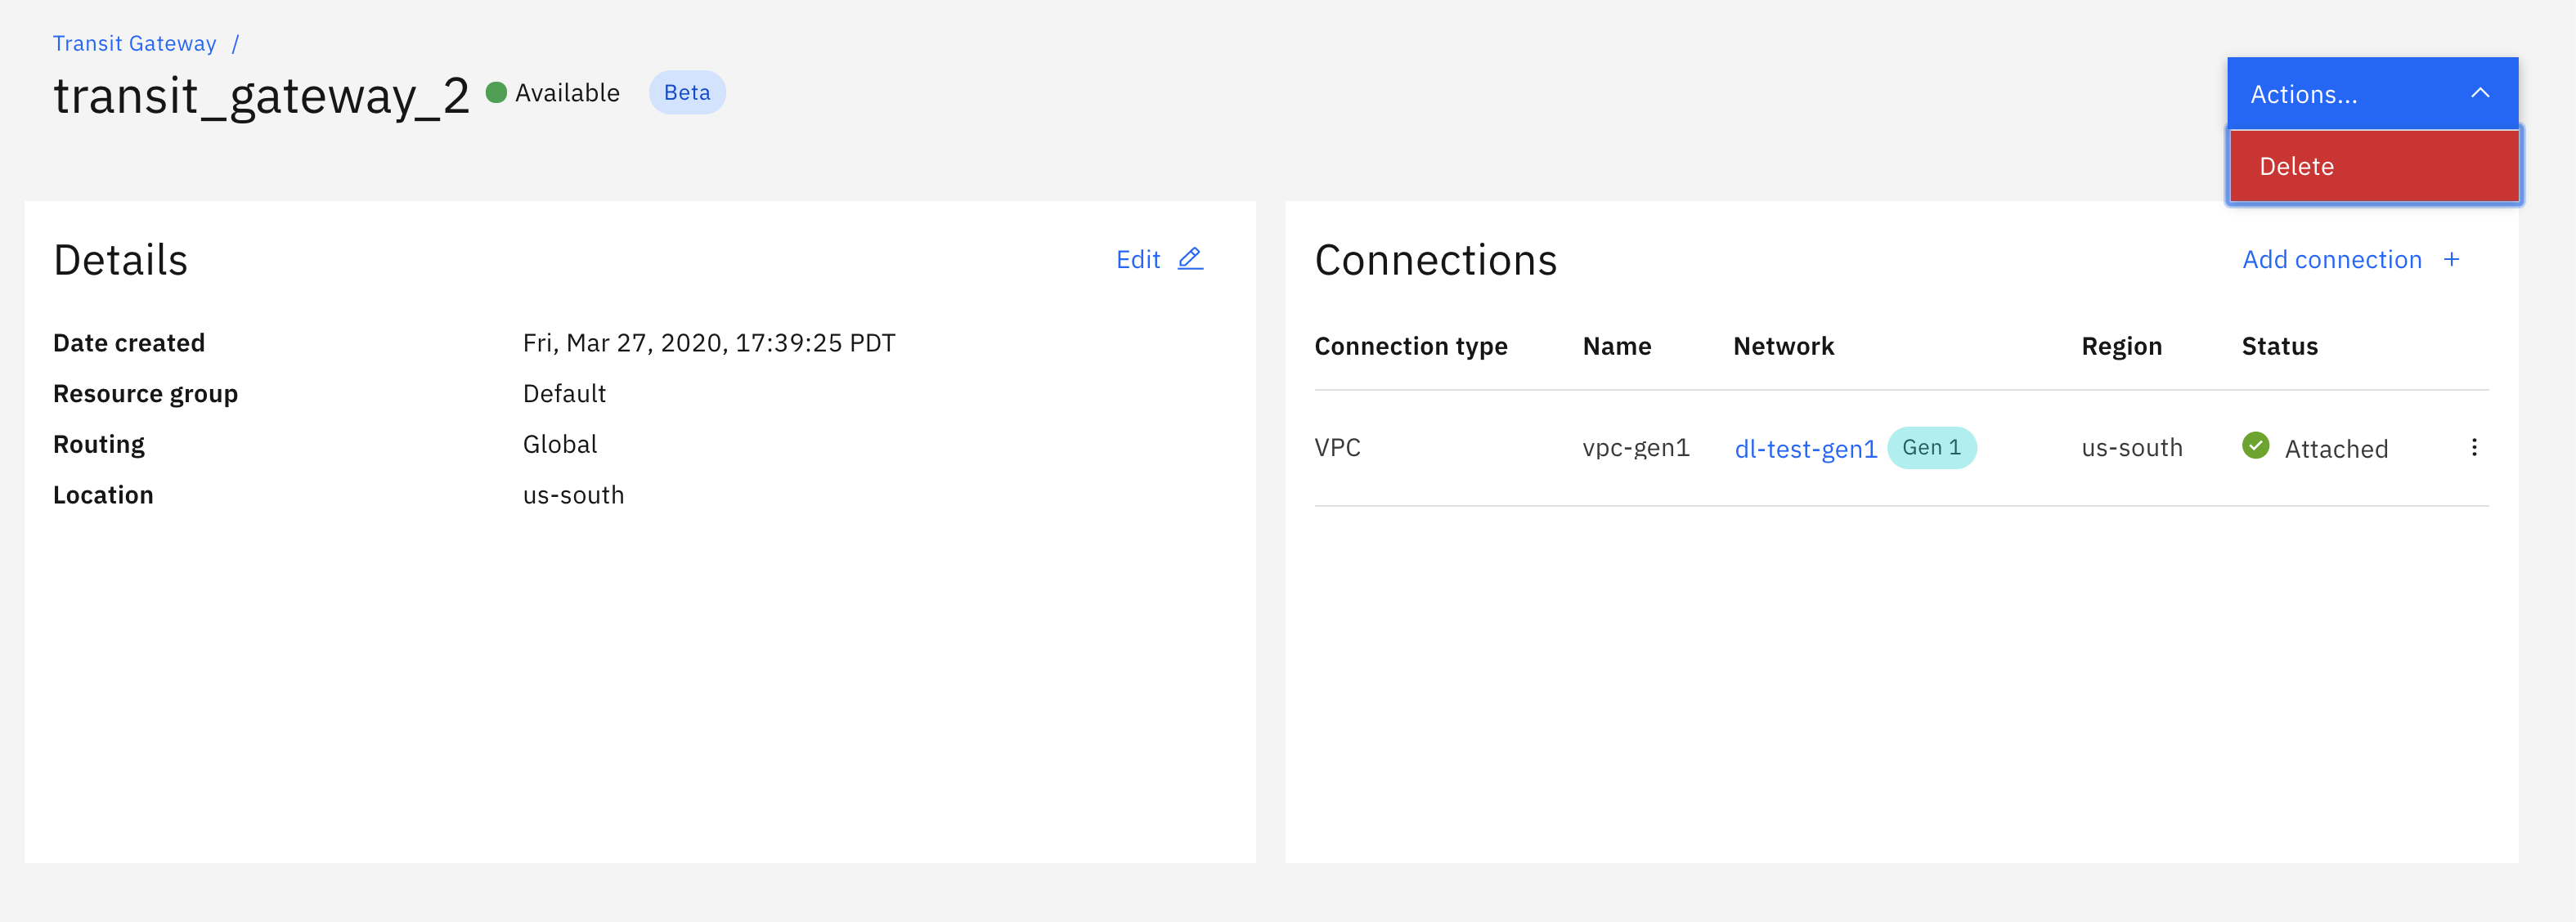 Transit Gateway /
transit_gateway_2 Available Beta
Actions...
Delete
Details Edit
Date created Fri, Mar 27, 2020, 17:39:25 PDT
Resource group Default
Routing Global
Location us-south
Connections Add connection +
Connection type Name Network Region Status
VPC vpc-gen1 dl-test-gen1 Gen 1 us-south Attached